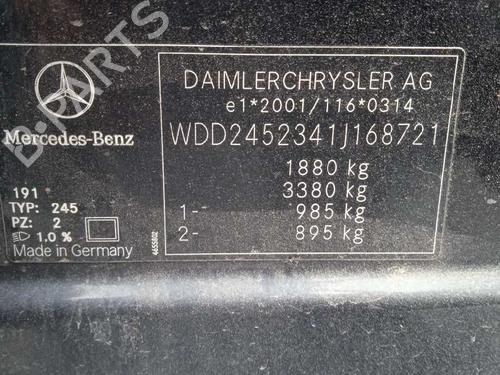 B-PARTS
Mercedes-Benz
DAIMLERCHRYSLER AG
e1*2001/116*0314
WDD2452341J168721
1880 kg
3380 kg
1- 985 kg
2- 895 kg
191
TYP: 245
PZ: 2
1.0 %
Made in Germany